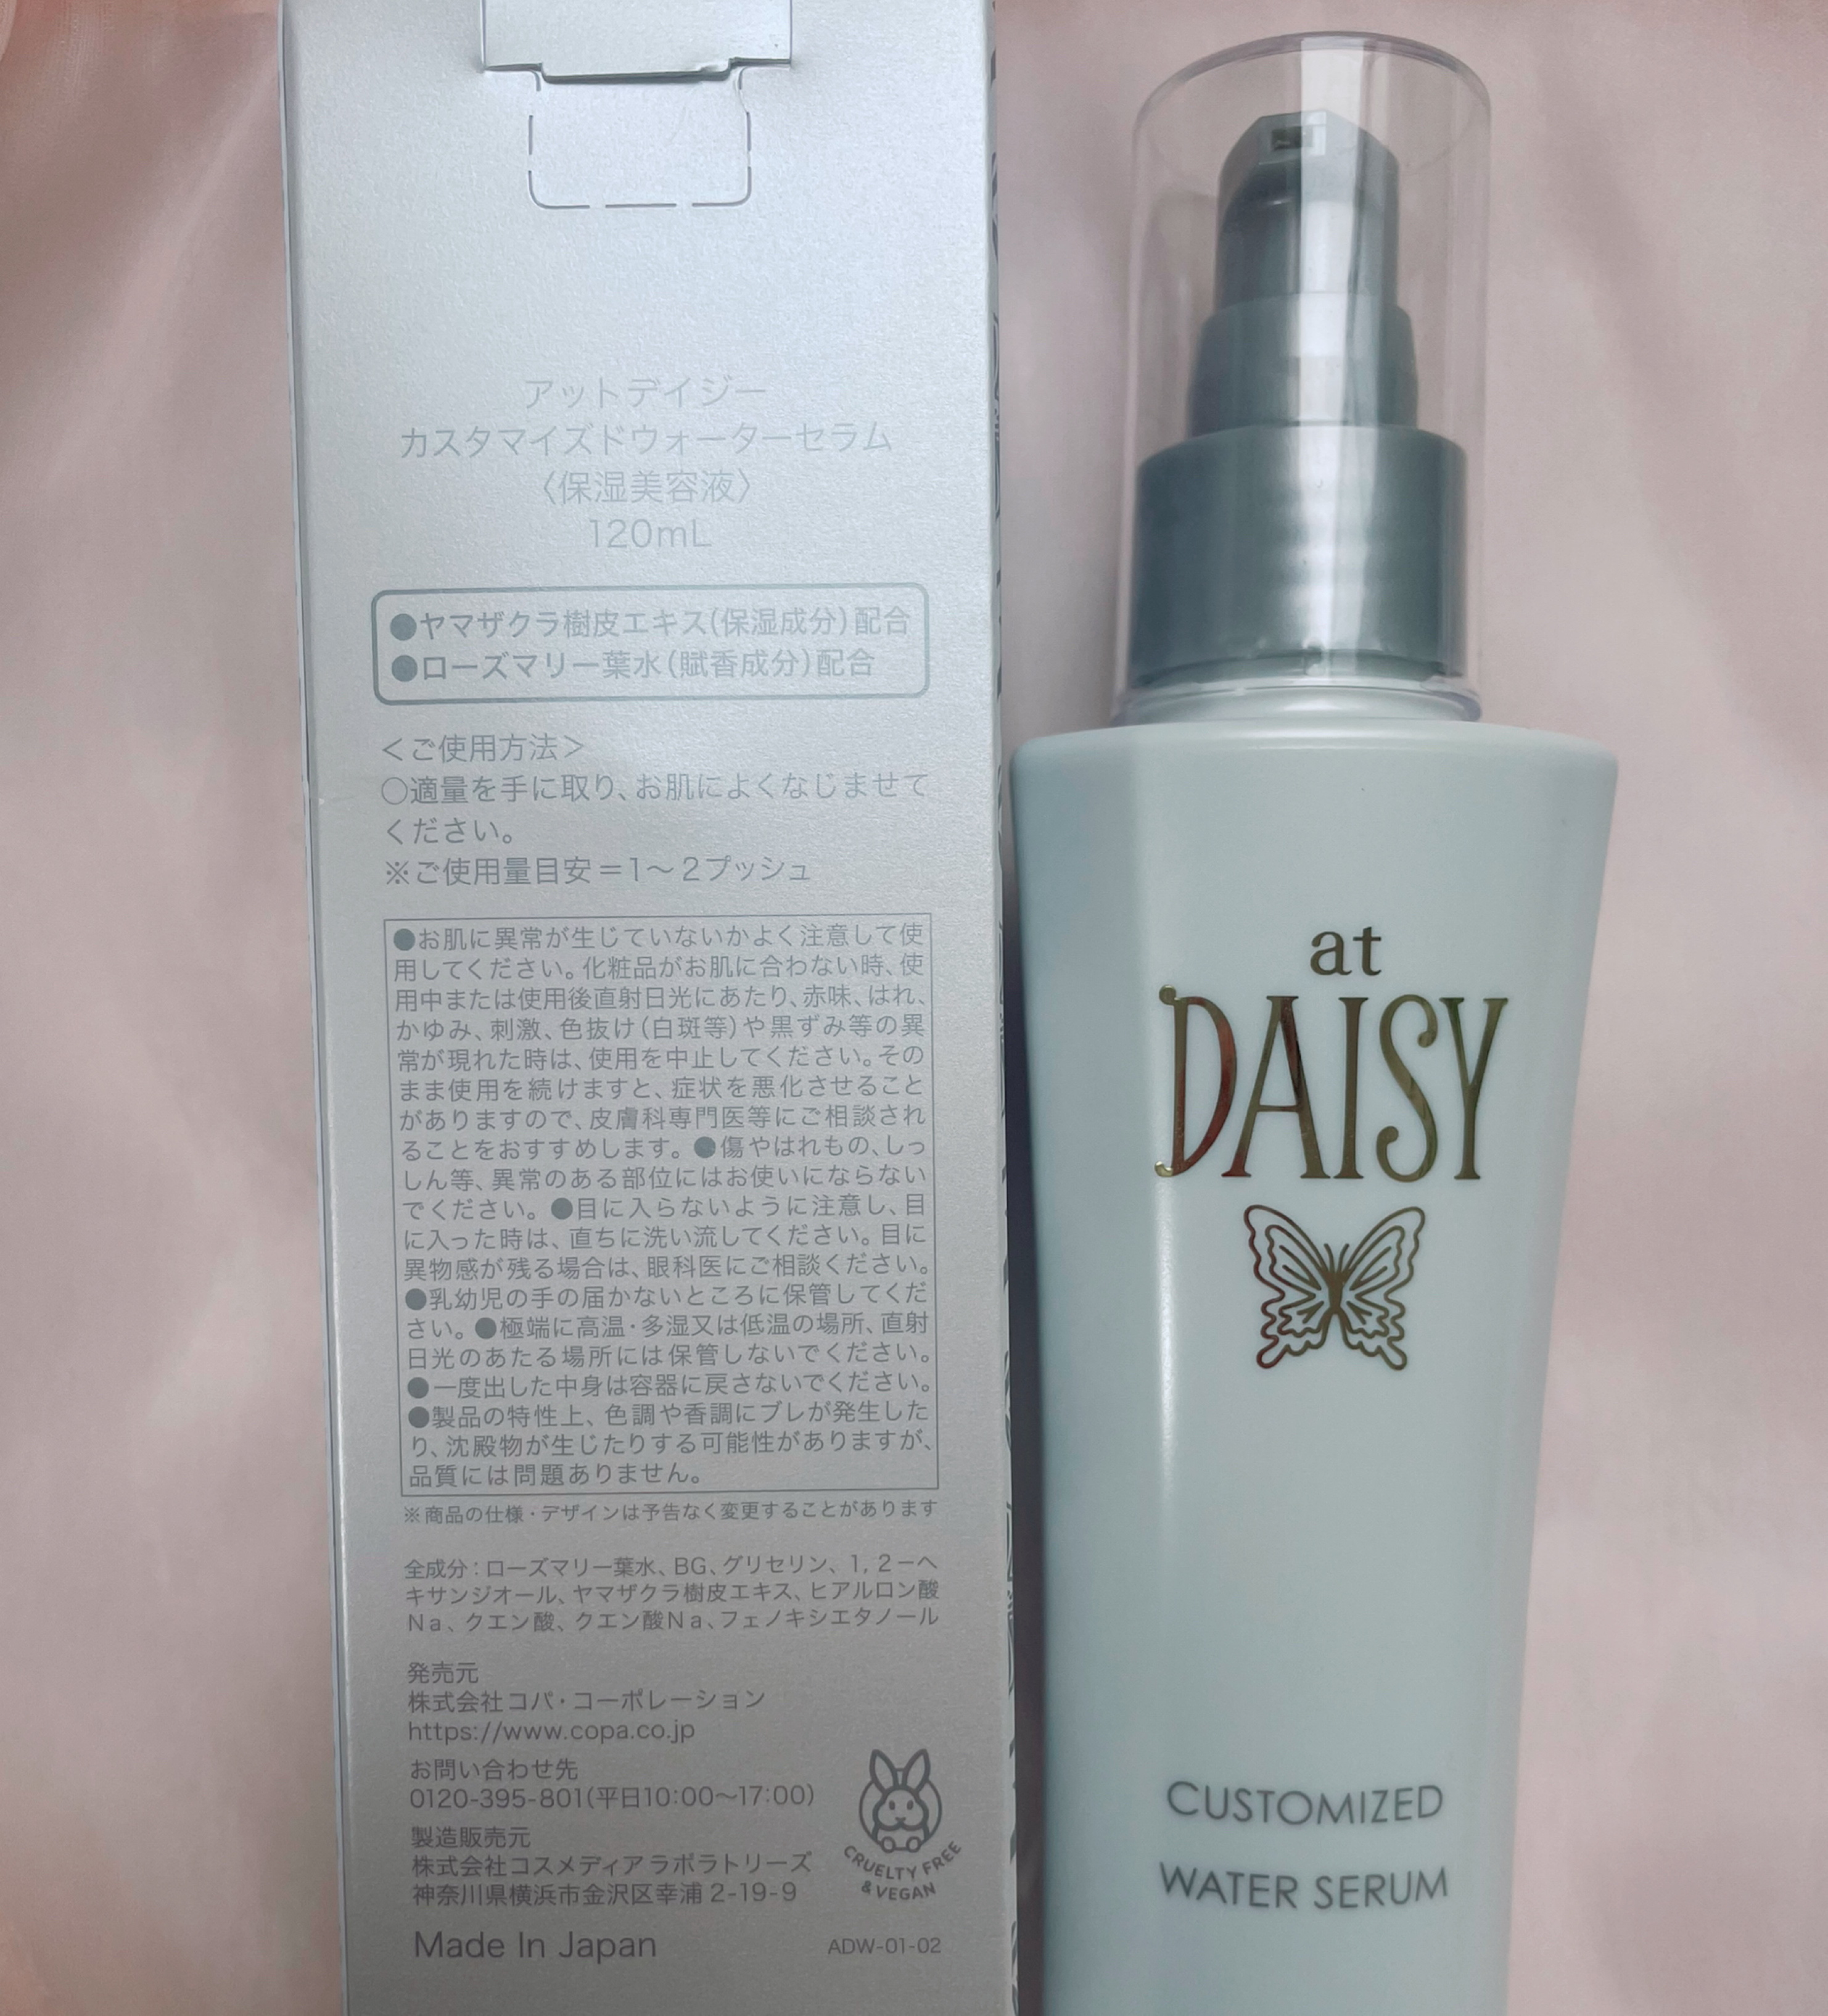 アットデイジー
カスタマイズドウォーターセラム
〈保湿美容液〉
120mL
●ヤマザクラ樹皮エキス(保湿成分)配合
●ローズマリー葉水(賦香成分)配合
＜ご使用方法＞
○適量を手に取り、お肌によくなじませて
ください。
※ご使用量目安＝1～2プッシュ
●お肌に異常が生じていないかよく注意して使
用してください。化粧品がお肌に合わない時、使
用中または使用後直射日光にあたり、赤味、はれ、
かゆみ、刺激、色抜け(白斑等)や黒ずみ等の異
常が現れた時は、使用を中止してください。その
まま使用を続けますと、症状を悪化させること
がありますので、皮膚科専門医等にご相談され
ることをおすすめします。●傷やはれもの、しっ
しん等、異常のある部位にはお使いにならない
でください。●目に入らないように注意し、目
に入った時は、直ちに洗い流してください。目に
異物感が残る場合は、眼科医にご相談ください。
●乳幼児の手の届かないところに保管してくだ
さい。●極端に高温・多湿又は低温の場所、直射
日光のあたる場所には保管しないでください。
●一度出した中身は容器に戻さないでください。
●製品の特性上、色調や香調にブレが発生した
り、沈殿物が生じたりする可能性がありますが、
品質には問題ありません。
※商品の仕様・デザインは予告なく変更することがあります
全成分：ローズマリー葉水、BG、グリセリン、1,2－ヘ
キサンジオール、ヤマザクラ樹皮エキス、ヒアルロン酸
Na、クエン酸、クエン酸Na、フェノキシエタノール
発売元
株式会社コパ・コーポレーション
https://www.copa.co.jp
お問い合わせ先
0120-395-801(平日10:00～17:00)
製造販売元
株式会社コスメディアラボラトリーズ
神奈川県横浜市金沢区幸浦2-19-9
Made In Japan
CRUELTY FREE
& VEGAN
ADW-01-02
at
DAISY
CUSTOMIZED
WATER SERUM